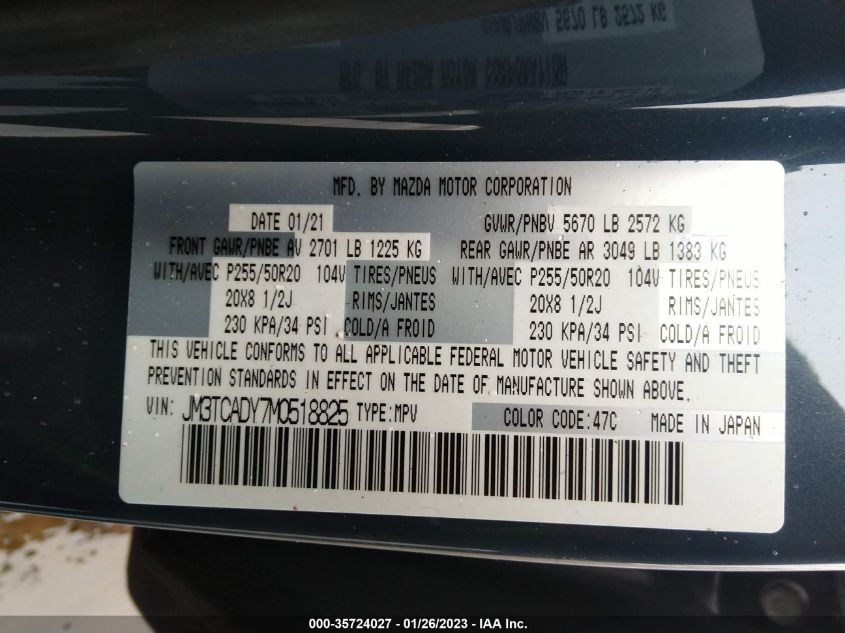 MFD. BY MAZDA MOTOR CORPORATION
DATE 01/21 GVWR/PNBV 5670 LB 2572 KG
FRONT GAWR/PNBE AV 2701 LB 1225 KG REAR GAWR/PNBE AR 3049 LB 1383 KG
WITH/AVEC P255/50R20 104V TIRES/PNEUS WITH/AVEC P255/50R20 104V TIRES/PNEUS
20X8 1/2J RIMS/JANTES 20X8 1/2J RIMS/JANTES
230 KPA/34 PSI COLD/A FROID 230 KPA/34 PSI COLD/A FROID
THIS VEHICLE CONFORMS TO ALL APPLICABLE FEDERAL MOTOR VEHICLE SAFETY AND THEFT
PREVENTION STANDARDS IN EFFECT ON THE DATE OF MANUFACTURE SHOWN ABOVE.
VIN: JM3TCADY7M0518825 TYPE:MPV COLOR CODE:47C MADE IN JAPAN
000-35724027 - 01/26/2023 - IAA Inc.